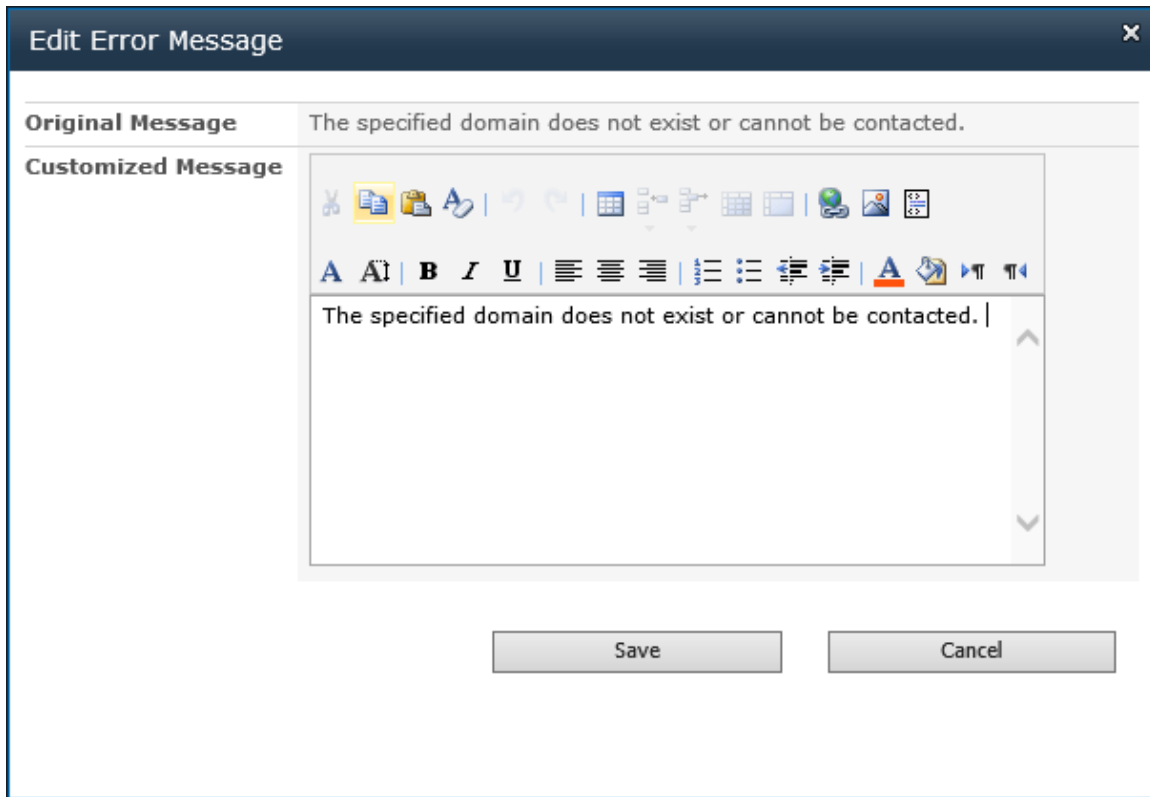 Edit Error Message
Original Message The specified domain does not exist or cannot be contacted.
Customized Message
A A B I U A
The specified domain does not exist or cannot be contacted.
Save Cancel